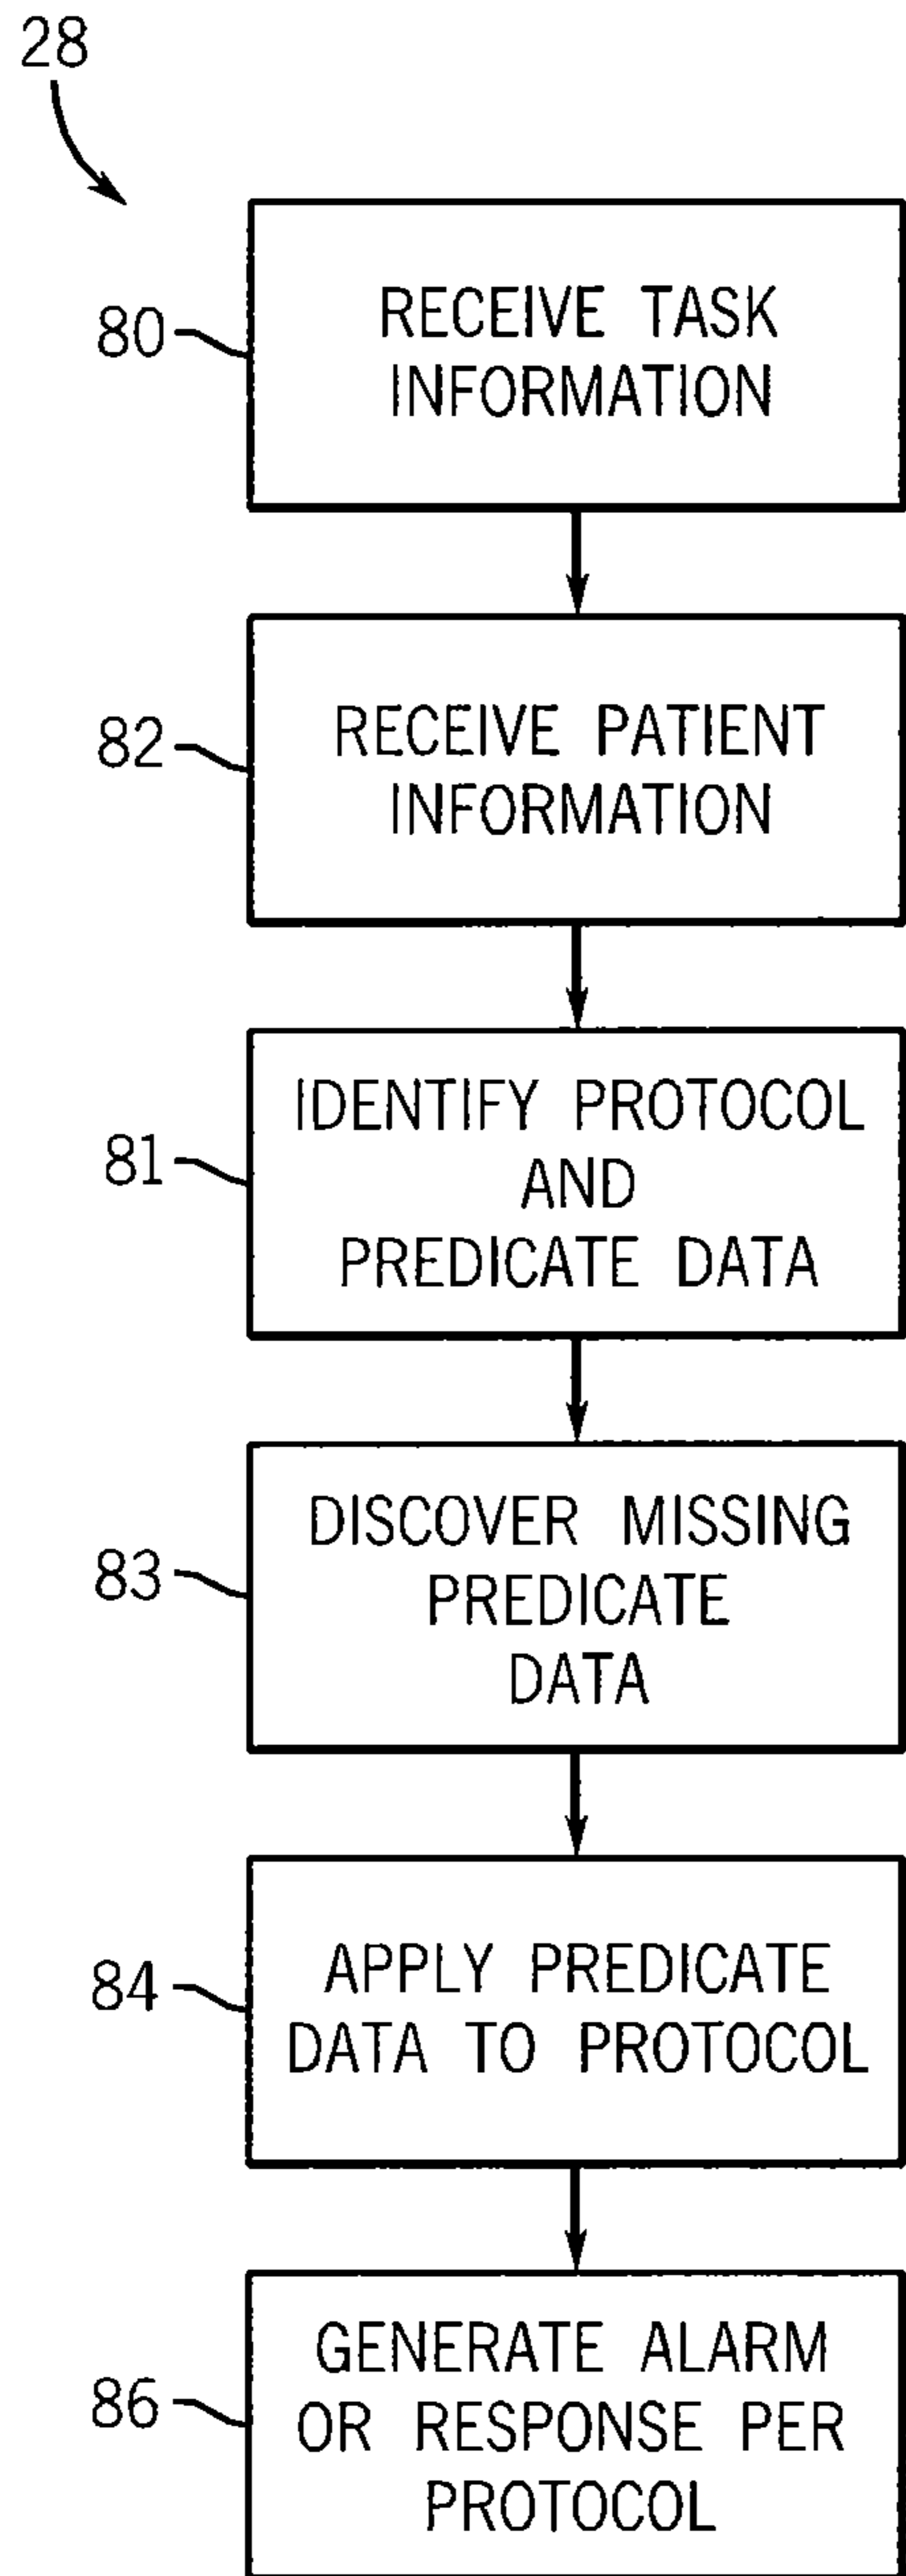 28
80
RECEIVE TASK
INFORMATION
82
RECEIVE PATIENT
INFORMATION
81
IDENTIFY PROTOCOL
AND
PREDICATE DATA
83
DISCOVER MISSING
PREDICATE
DATA
84
APPLY PREDICATE
DATA TO PROTOCOL
86
GENERATE ALARM
OR RESPONSE PER
PROTOCOL